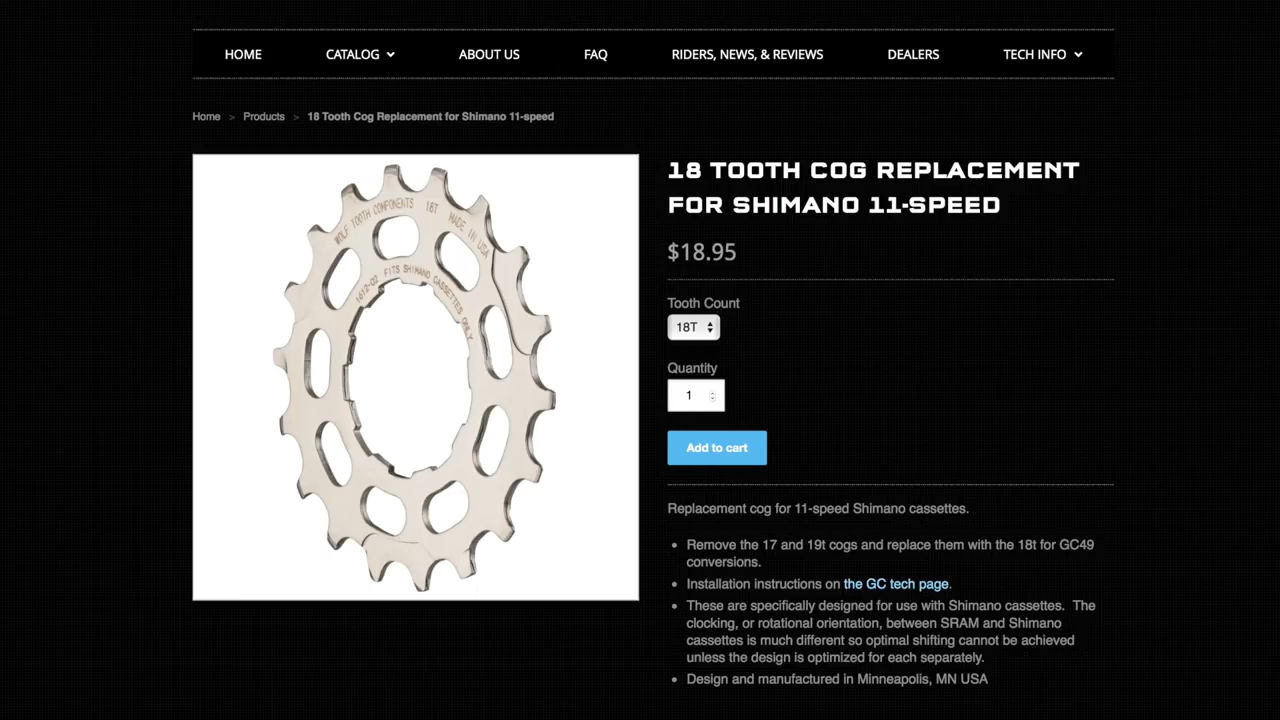 HOME CATALOG ABOUT US FAQ RIDERS, NEWS, & REVIEWS DEALERS TECH INFO
Home > Products > 18 Tooth Cog Replacement for Shimano 11-speed
WOLF TOOTH COMPONENTS 18T MADE IN USA
1612-02 FITS SHIMANO CASSETTES ONLY
18 TOOTH COG REPLACEMENT
FOR SHIMANO 11-SPEED
$18.95
Tooth Count
18T
Quantity
1
Add to cart
Replacement cog for 11-speed Shimano cassettes.
• Remove the 17 and 19t cogs and replace them with the 18t for GC49
conversions.
• Installation instructions on the GC tech page.
• These are specifically designed for use with Shimano cassettes. The
clocking, or rotational orientation, between SRAM and Shimano
cassettes is much different so optimal shifting cannot be achieved
unless the design is optimized for each separately.
• Design and manufactured in Minneapolis, MN USA